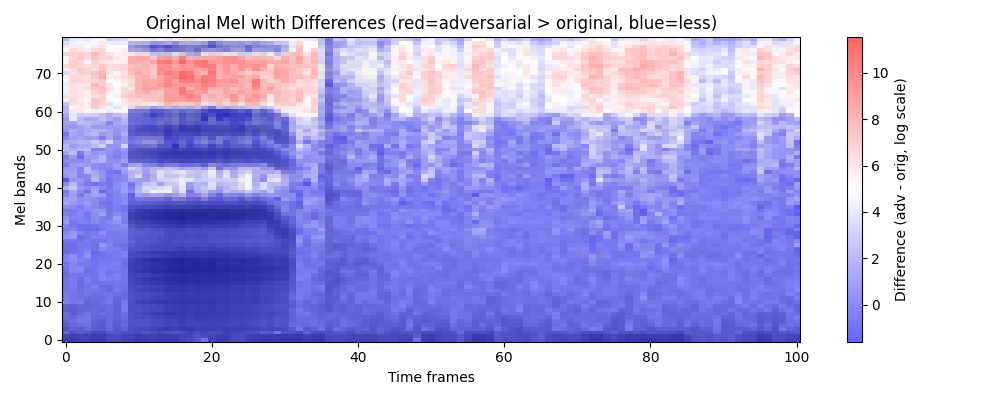 Original Mel with Differences (red=adversarial > original, blue=less)
Mel bands
70
60
50
40
30
20
10
0
0 20 40 60 80 100
Time frames
10
8
6
4
2
0
Difference (adv - orig, log scale)